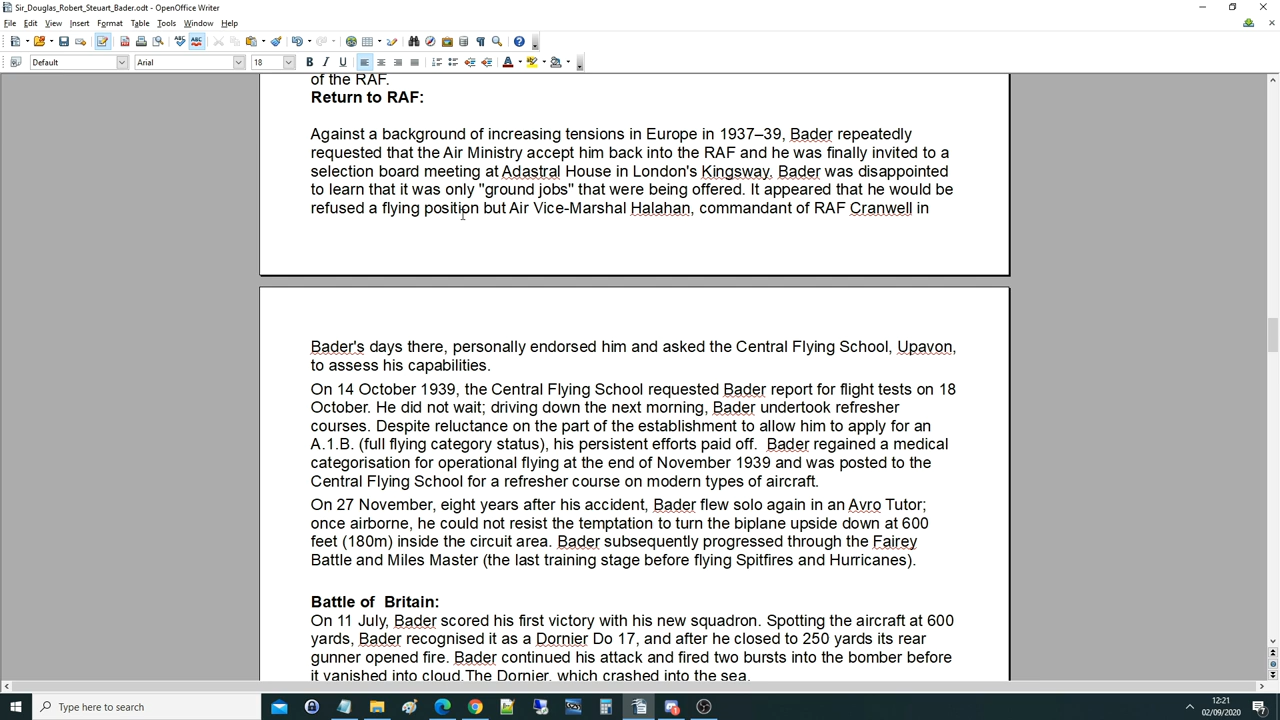 Sir_Douglas_Robert_Steuart_Bader.odt - OpenOffice Writer
File Edit View Insert Format Table Tools Window Help
Default Arial 18 B I U
of the RAF.
Return to RAF:
Against a background of increasing tensions in Europe in 1937–39, Bader repeatedly
requested that the Air Ministry accept him back into the RAF and he was finally invited to a
selection board meeting at Adastral House in London's Kingsway, Bader was disappointed
to learn that it was only "ground jobs" that were being offered. It appeared that he would be
refused a flying position but Air Vice-Marshal Halahan, commandant of RAF Cranwell in
Bader's days there, personally endorsed him and asked the Central Flying School, Upavon,
to assess his capabilities.
On 14 October 1939, the Central Flying School requested Bader report for flight tests on 18
October. He did not wait; driving down the next morning, Bader undertook refresher
courses. Despite reluctance on the part of the establishment to allow him to apply for an
A.1.B. (full flying category status), his persistent efforts paid off.  Bader regained a medical
categorisation for operational flying at the end of November 1939 and was posted to the
Central Flying School for a refresher course on modern types of aircraft.
On 27 November, eight years after his accident, Bader flew solo again in an Avro Tutor;
once airborne, he could not resist the temptation to turn the biplane upside down at 600
feet (180m) inside the circuit area. Bader subsequently progressed through the Fairey
Battle and Miles Master (the last training stage before flying Spitfires and Hurricanes).
Battle of  Britain:
On 11 July, Bader scored his first victory with his new squadron. Spotting the aircraft at 600
yards, Bader recognised it as a Dornier Do 17, and after he closed to 250 yards its rear
gunner opened fire. Bader continued his attack and fired two bursts into the bomber before
it vanished into cloud.The Dornier, which crashed into the sea.
Type here to search
12:21
02/09/2020